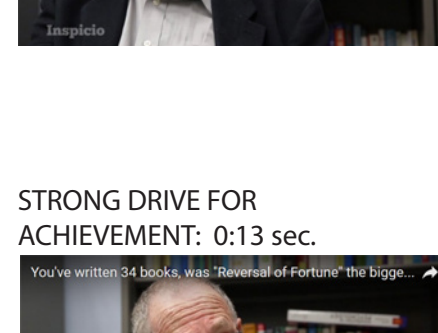 Inspicio
STRONG DRIVE FOR
ACHIEVEMENT: 0:13 sec.
You've written 34 books, was "Reversal of Fortune" the bigge...